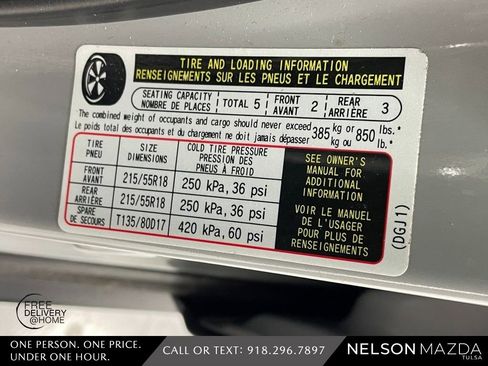 TIRE AND LOADING INFORMATION
RENSEIGNEMENTS SUR LES PNEUS ET LE CHARGEMENT
SEATING CAPACITY TOTAL 5 FRONT 2 REAR 3
NOMBRE DE PLACES AVANT ARRIÈRE
The combined weight of occupants and cargo should never exceed 385 kg or 850 lbs.
Le poids total des occupants et du chargement ne doit jamais dépasser kg ou lb.
TIRE SIZE COLD TIRE PRESSURE
PNEU DIMENSIONS PRESSION DES PNEUS À FROID
FRONT AVANT 215/55R18 250 kPa, 36 psi
REAR ARRIÈRE 215/55R18 250 kPa, 36 psi
SPARE DE SECOURS T135/80D17 420 kPa, 60 psi
SEE OWNER'S
MANUAL FOR
ADDITIONAL
INFORMATION
VOIR LE MANUEL
DE L'USAGER
POUR PLUS DE
RENSEIGNEMENTS
(DGJ1)
FREE
DELIVERY
@HOME
ONE PERSON. ONE PRICE.
UNDER ONE HOUR.
CALL OR TEXT: 918.296.7897
NELSON MAZDA
TULSA